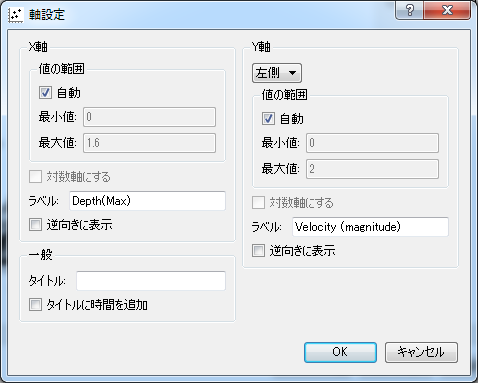 軸設定
X軸
値の範囲
自動
最小値: 0
最大値: 1.6
対数軸にする
ラベル: Depth(Max)
逆向きに表示
一般
タイトル:
タイトルに時間を追加
Y軸
左側
値の範囲
自動
最小値: 0
最大値: 2
対数軸にする
ラベル: Velocity (magnitude)
逆向きに表示
OK
キャンセル